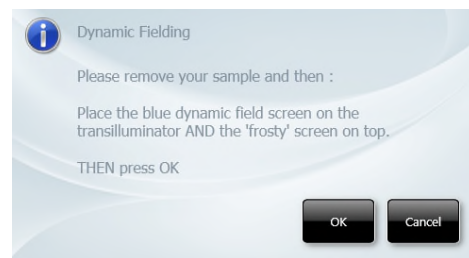 Dynamic Fielding
Please remove your sample and then :
Place the blue dynamic field screen on the
transilluminator AND the 'frosty' screen on top.
THEN press OK
OK
Cancel